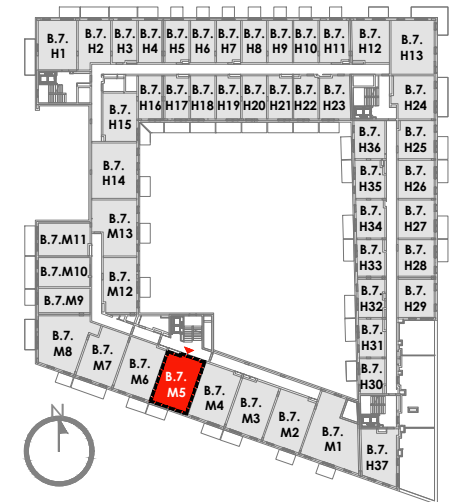 B.7.
H1
B.7.
H2
B.7.
H3
B.7.
H4
B.7.
H5
B.7.
H6
B.7.
H7
B.7.
H8
B.7.
H9
B.7.
H10
B.7.
H11
B.7.
H12
B.7.
H13
B.7.
H15
B.7.
H16
B.7.
H17
B.7.
H18
B.7.
H19
B.7.
H20
B.7.
H21
B.7.
H22
B.7.
H23
B.7.
H24
B.7.
H36
B.7.
H25
B.7.
H14
B.7.
H35
B.7.
H26
B.7.
M13
B.7.
H34
B.7.
H27
B.7.M11
B.7.
H33
B.7.
H28
B.7.M10
B.7.
M12
B.7.
H32
B.7.
H29
B.7.M9
B.7.
H31
B.7.
M8
B.7.
M7
B.7.
M6
B.7.
M5
B.7.
M4
B.7.
M3
B.7.
M2
B.7.
M1
B.7.
H30
B.7.
H37
N